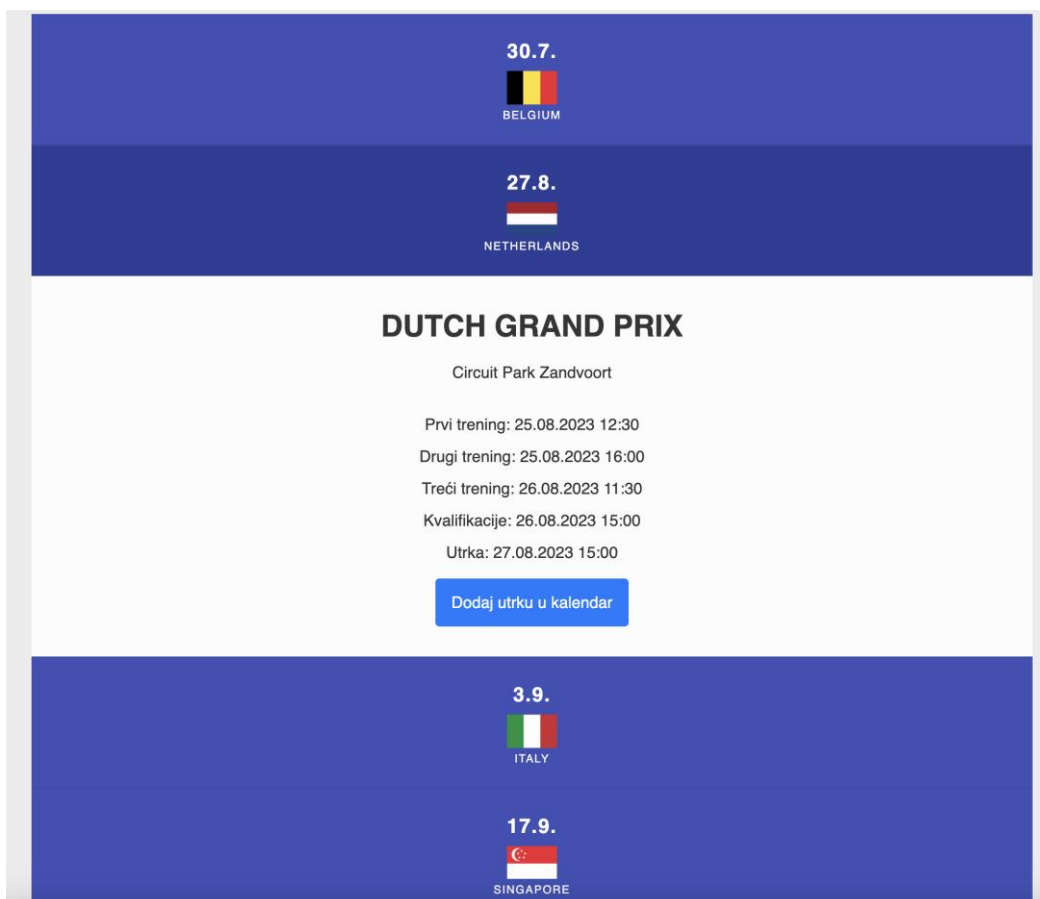 30.7.
BELGIUM
27.8.
NETHERLANDS
DUTCH GRAND PRIX
Circuit Park Zandvoort
Prvi trening: 25.08.2023 12:30
Drugi trening: 25.08.2023 16:00
Treći trening: 26.08.2023 11:30
Kvalifikacije: 26.08.2023 15:00
Utrka: 27.08.2023 15:00
Dodaj utrku u kalendar
3.9.
ITALY
17.9.
SINGAPORE